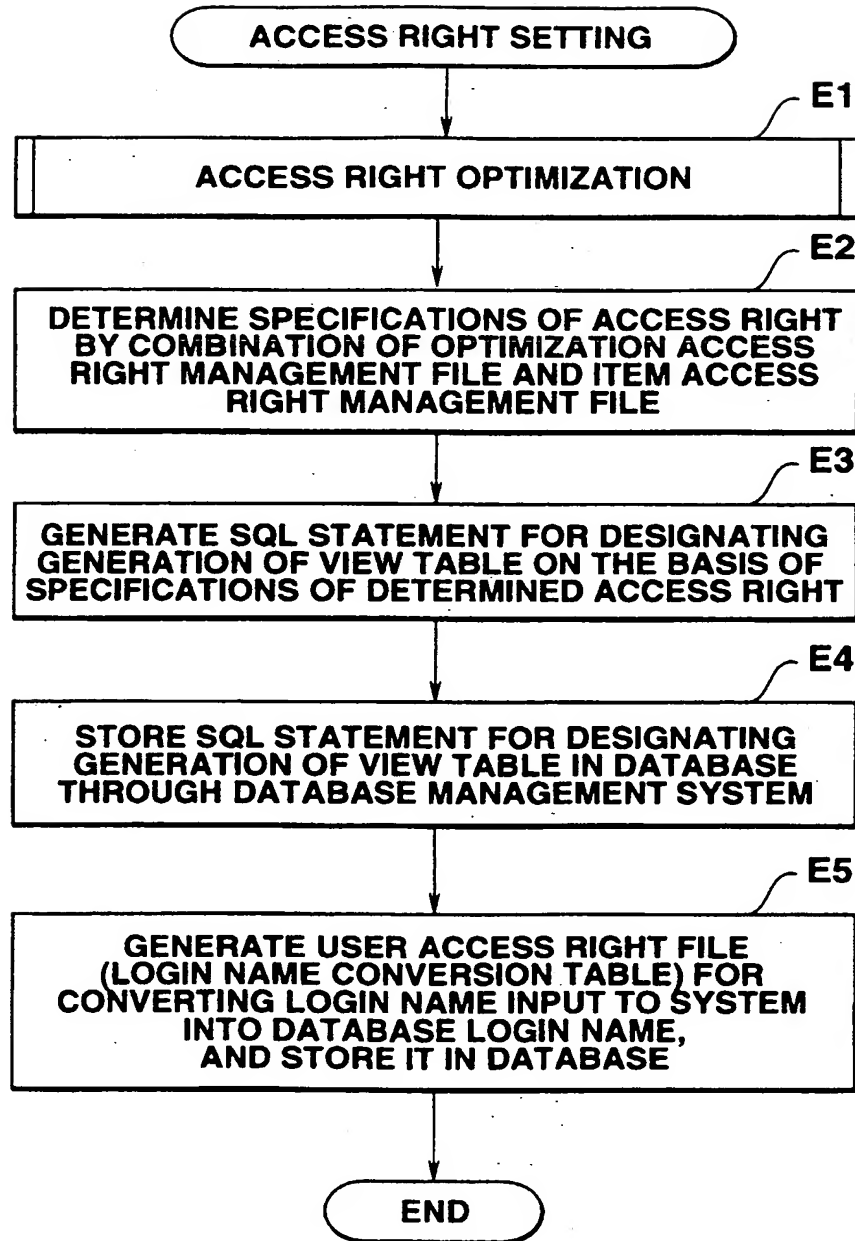 ACCESS RIGHT SETTING
E1
ACCESS RIGHT OPTIMIZATION
E2
DETERMINE SPECIFICATIONS OF ACCESS RIGHT
BY COMBINATION OF OPTIMIZATION ACCESS
RIGHT MANAGEMENT FILE AND ITEM ACCESS
RIGHT MANAGEMENT FILE
E3
GENERATE SQL STATEMENT FOR DESIGNATING
GENERATION OF VIEW TABLE ON THE BASIS OF
SPECIFICATIONS OF DETERMINED ACCESS RIGHT
E4
STORE SQL STATEMENT FOR DESIGNATING
GENERATION OF VIEW TABLE IN DATABASE
THROUGH DATABASE MANAGEMENT SYSTEM
E5
GENERATE USER ACCESS RIGHT FILE
(LOGIN NAME CONVERSION TABLE) FOR
CONVERTING LOGIN NAME INPUT TO SYSTEM
INTO DATABASE LOGIN NAME,
AND STORE IT IN DATABASE
END